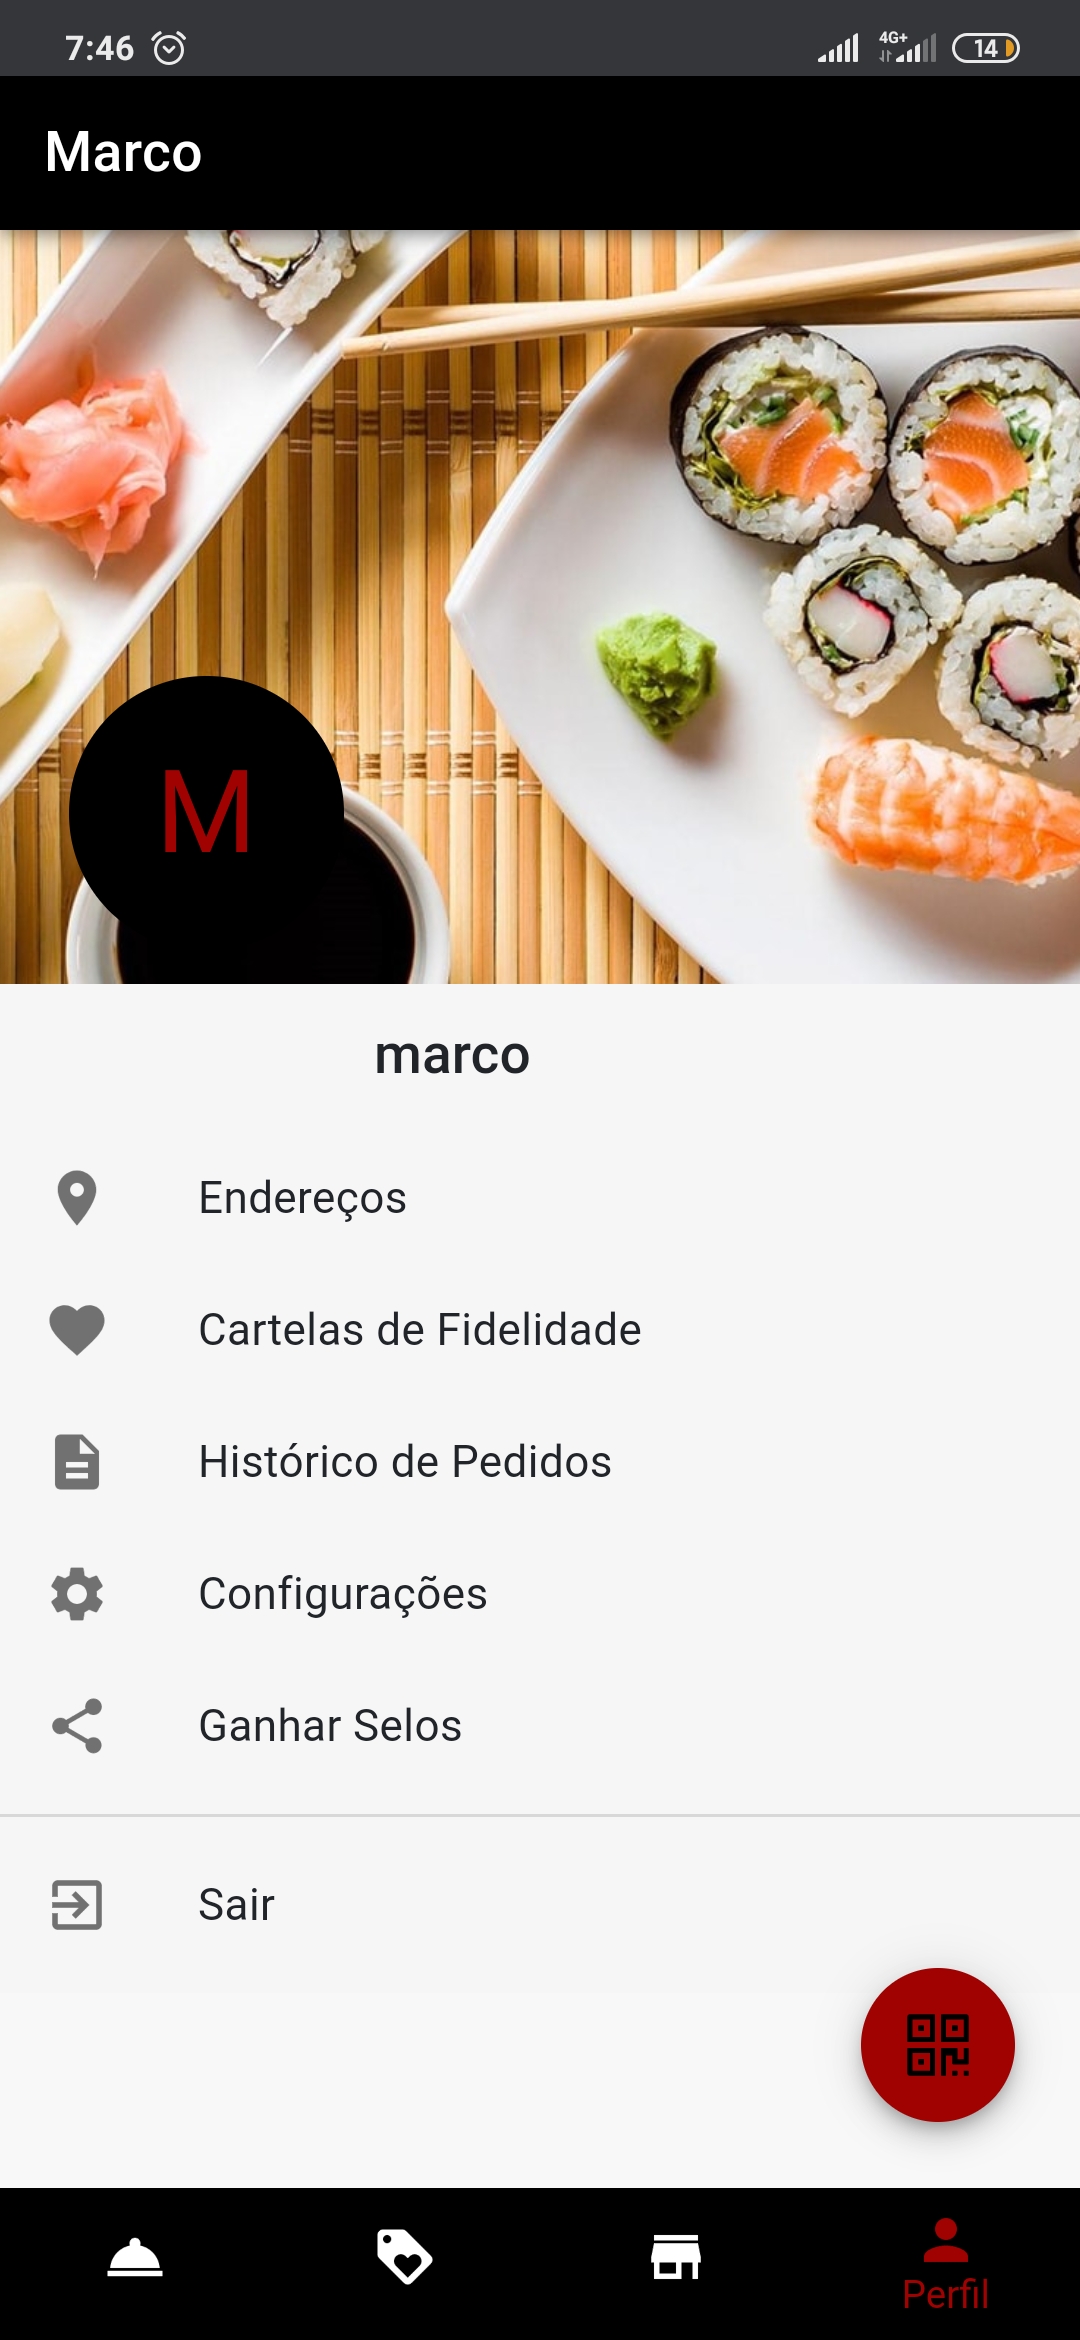 7:46
4G+
14
Marco
M
marco
Endereços
Cartelas de Fidelidade
Histórico de Pedidos
Configurações
Ganhar Selos
Sair
Perfil